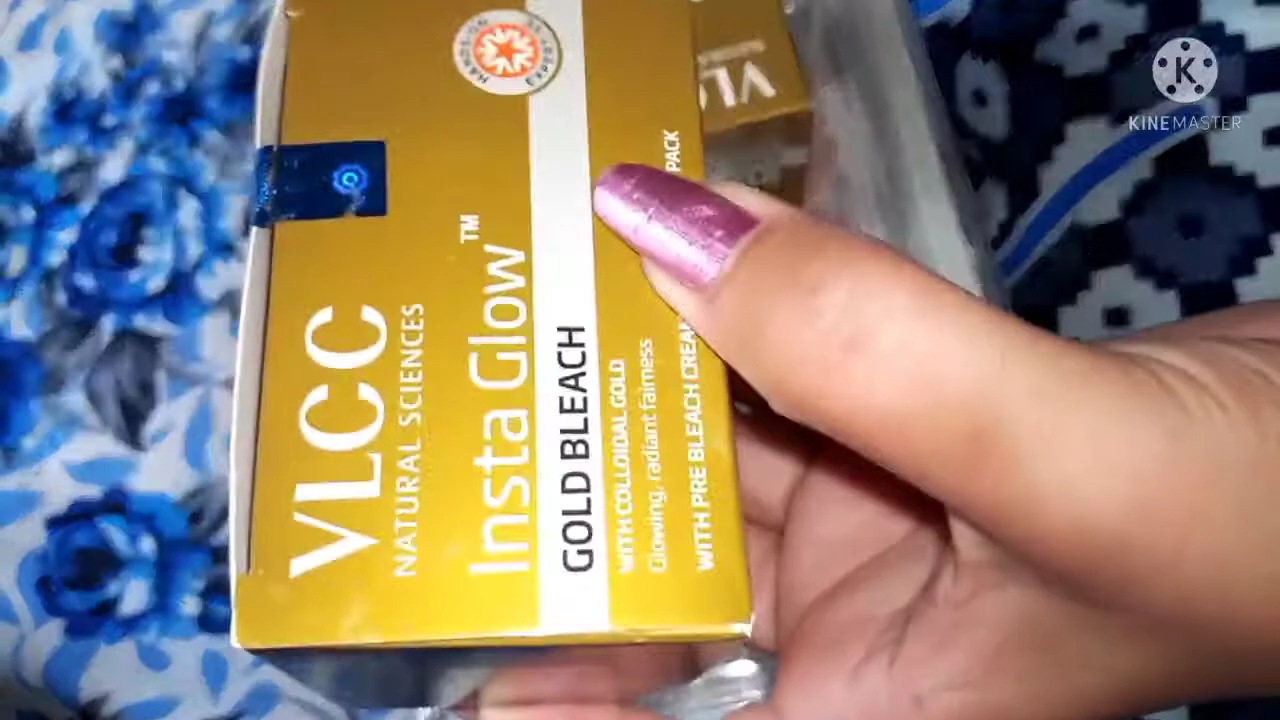 VLCC
NATURAL SCIENCES
Insta Glow™
GOLD BLEACH
WITH COLLOIDAL GOLD
Glowing, radiant fairness
WITH PRE BLEACH CREAM
PACK
VLC
KINEMASTER